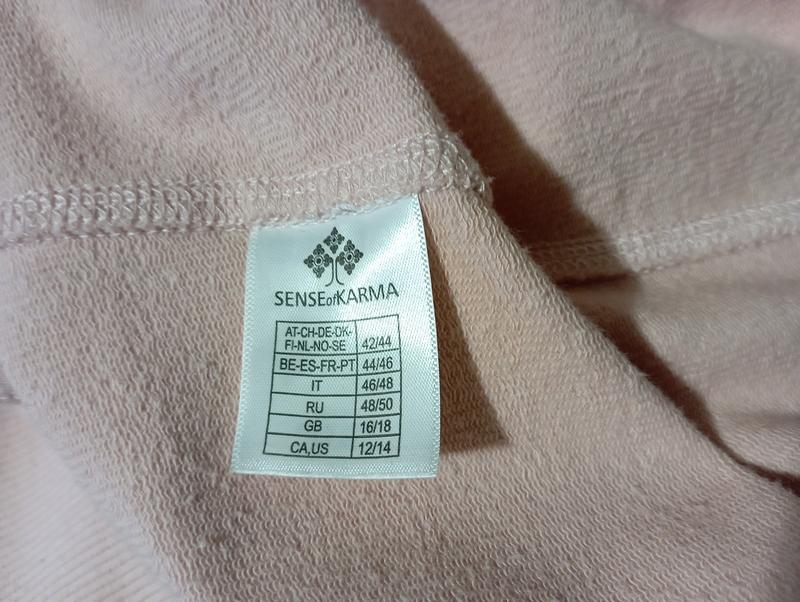 SENSEofKARMA
AT-CH-DE-DK-
FI-NL-NO-SE 42/44
BE-ES-FR-PT 44/46
IT 46/48
RU 48/50
GB 16/18
CA,US 12/14